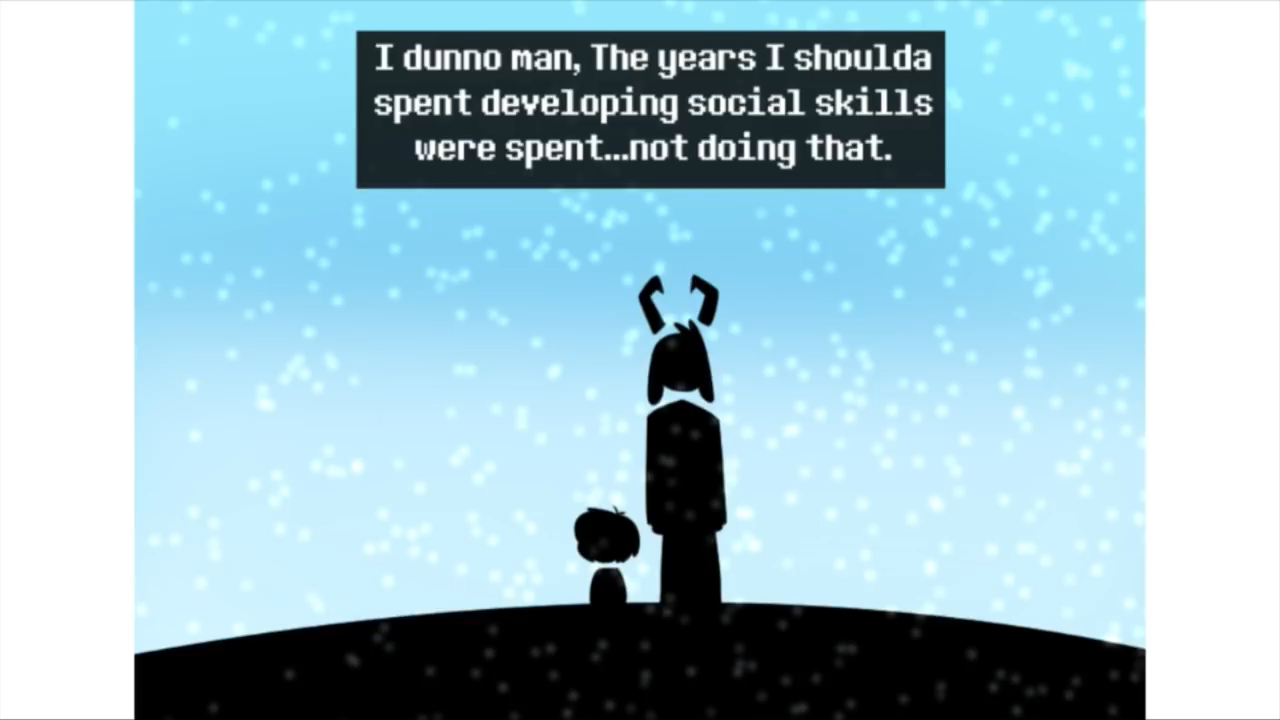 I dunno man, The years I shoulda
spent developing social skills
were spent...not doing that.